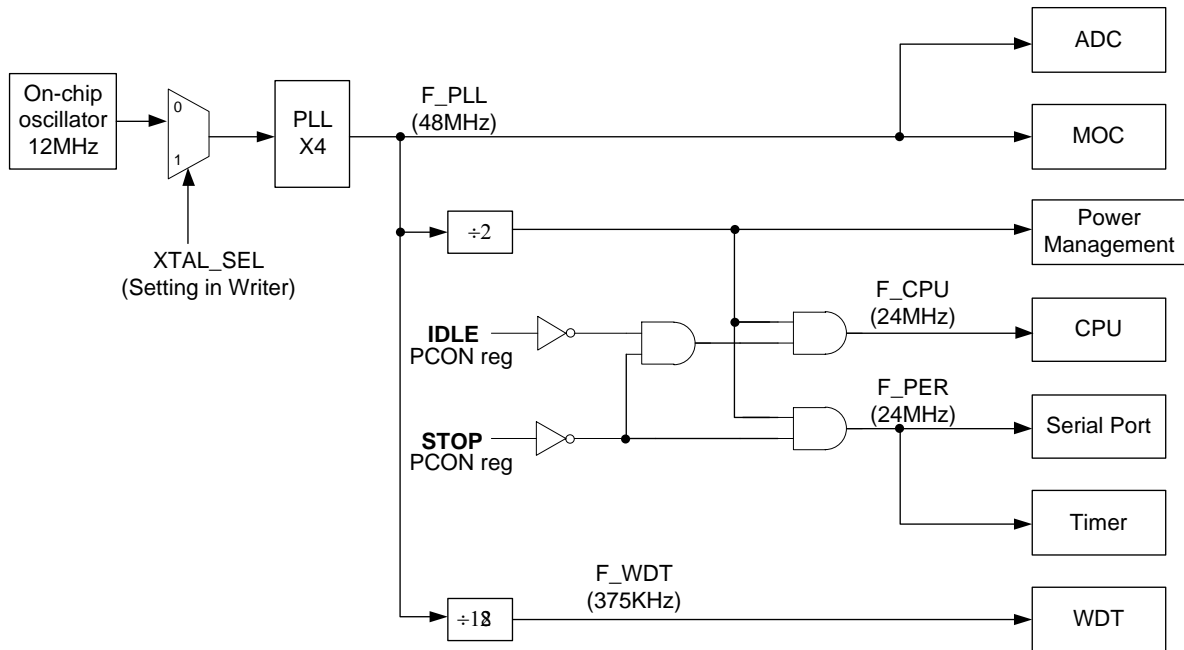 ADC
On-chip
oscillator
12MHz
0
1
PLL
X4
F_PLL
(48MHz)
MOC
÷2
Power
Management
XTAL_SEL
(Setting in Writer)
F_CPU
(24MHz)
IDLE
PCON reg
CPU
F_PER
(24MHz)
STOP
PCON reg
Serial Port
Timer
F_WDT
(375KHz)
WDT